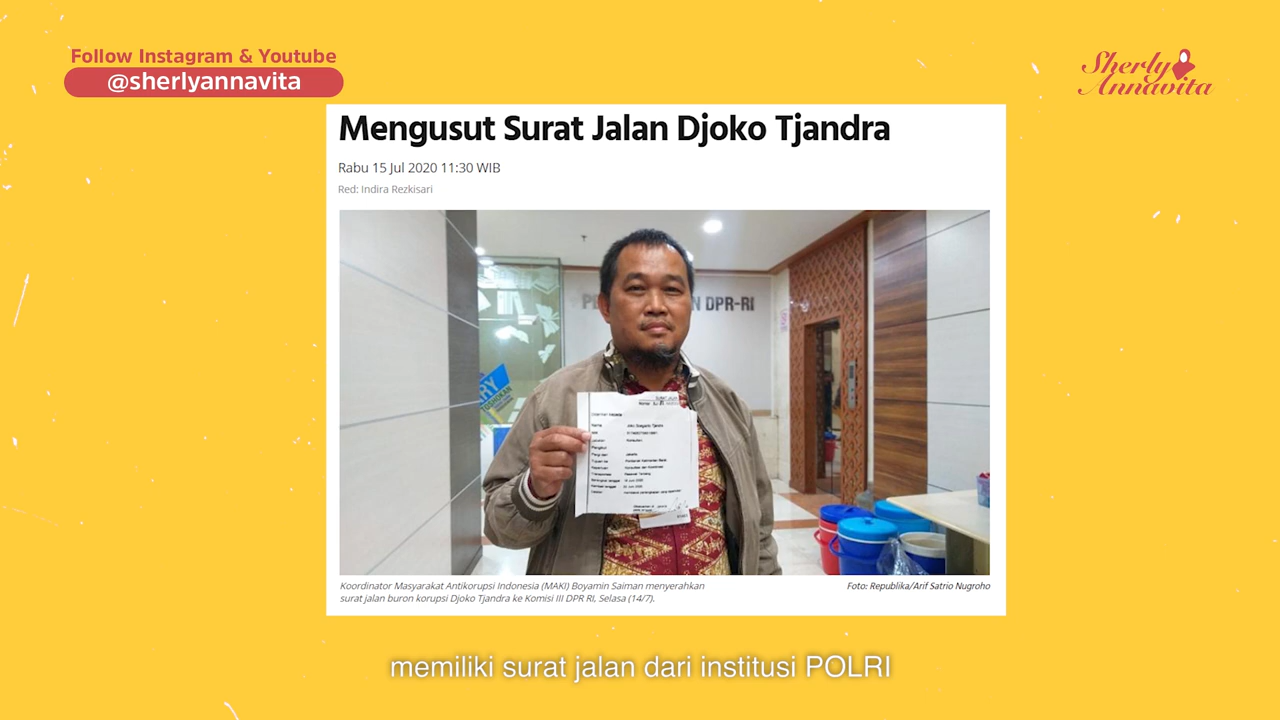 Follow Instagram & Youtube
@sherlyannavita
Sherly
Annavita
Mengusut Surat Jalan Djoko Tjandra
Rabu 15 Jul 2020 11:30 WIB
Red: Indira Rezkisari
DPR-RI
Koordinator Masyarakat Antikorupsi Indonesia (MAKI) Boyamin Saiman menyerahkan
surat jalan buron korupsi Djoko Tjandra ke Komisi III DPR RI, Selasa (14/7).
Foto: Republika/Arif Satrio Nugroho
memiliki surat jalan dari institusi POLRI